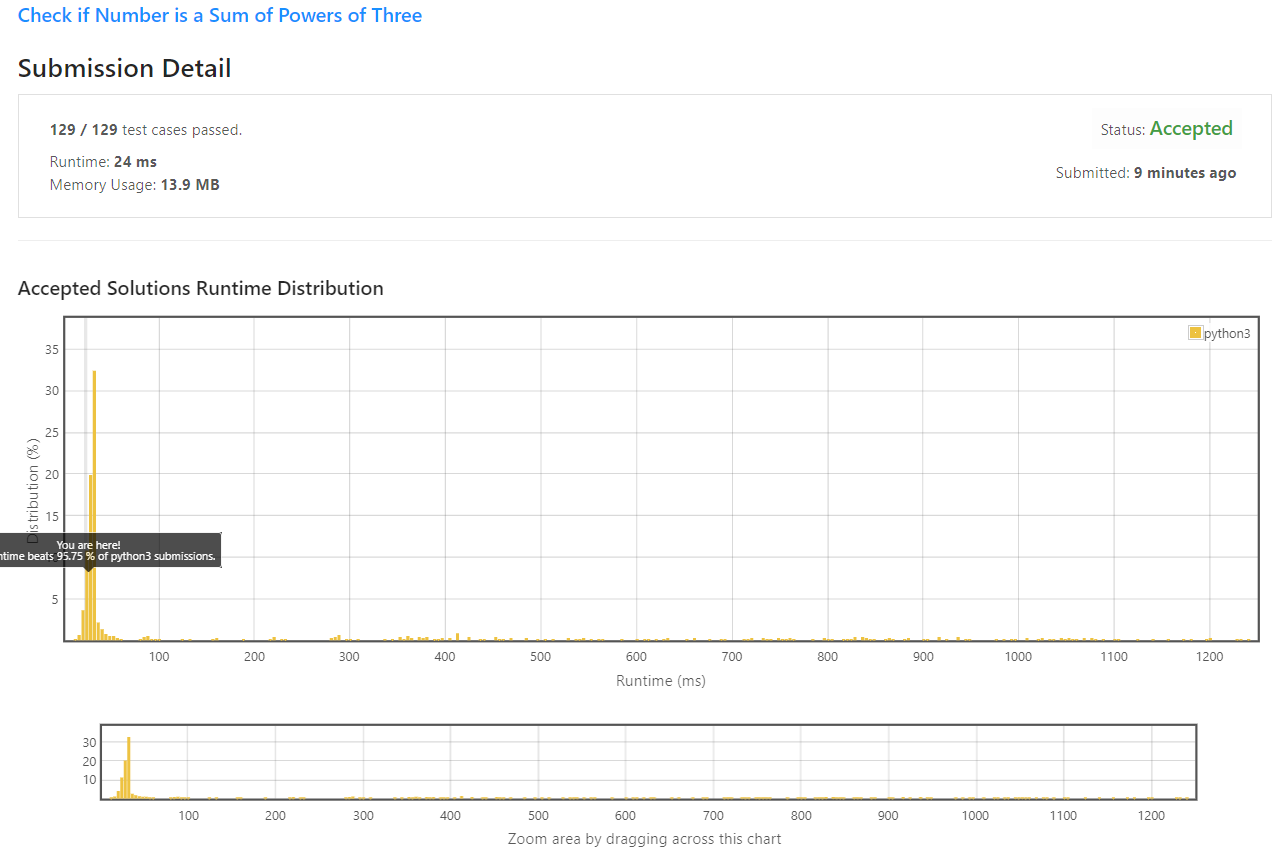 Check if Number is a Sum of Powers of Three
Submission Detail
129 / 129 test cases passed.
Status: Accepted
Runtime: 24 ms
Memory Usage: 13.9 MB
Submitted: 9 minutes ago
Accepted Solutions Runtime Distribution
python3
35
30
25
20
15
5
Distribution (%)
You are here!
ntime beats 95.75 % of python3 submissions.
100 200 300 400 500 600 700 800 900 1000 1100 1200
Runtime (ms)
30
20
10
100 200 300 400 500 600 700 800 900 1000 1100 1200
Zoom area by dragging across this chart